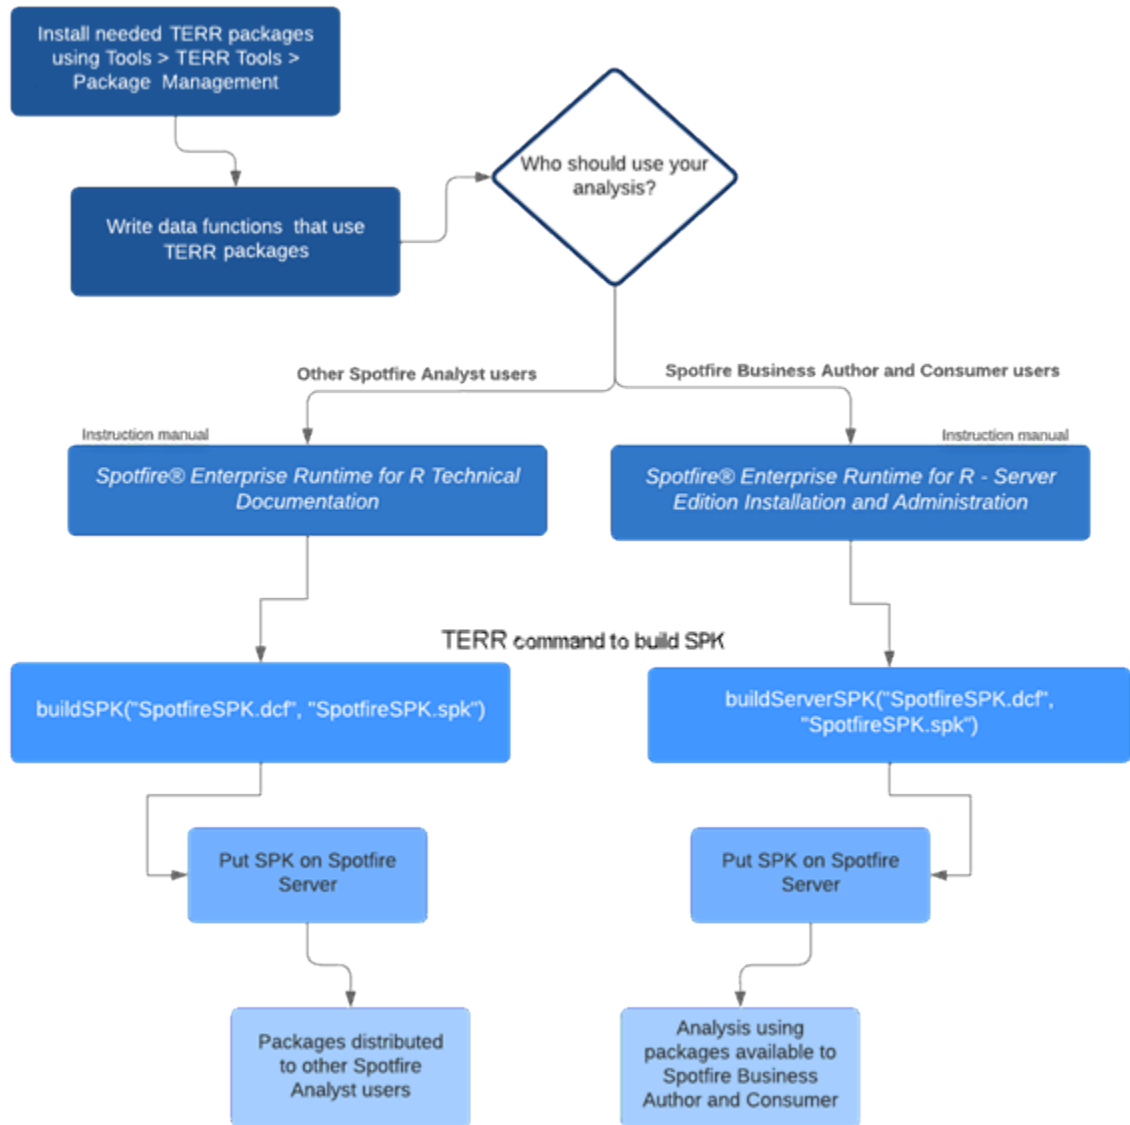 Install needed TERR packages
using Tools > TERR Tools >
Package Management
Who should use your
analysis?
Write data functions that use
TERR packages
Other Spotfire Analyst users
Spotfire Business Author and Consumer users
Instruction manual
Instruction manual
Spotfire® Enterprise Runtime for R Technical
Documentation
Spotfire® Enterprise Runtime for R - Server
Edition Installation and Administration
TERR command to build SPK
buildSPK("SpotfireSPK.dcf", "SpotfireSPK.spk")
buildServerSPK("SpotfireSPK.dcf",
"SpotfireSPK.spk")
Put SPK on Spotfire
Server
Put SPK on Spotfire
Server
Packages distributed
to other Spotfire
Analyst users
Analysis using
packages available to
Spotfire Business
Author and Consumer